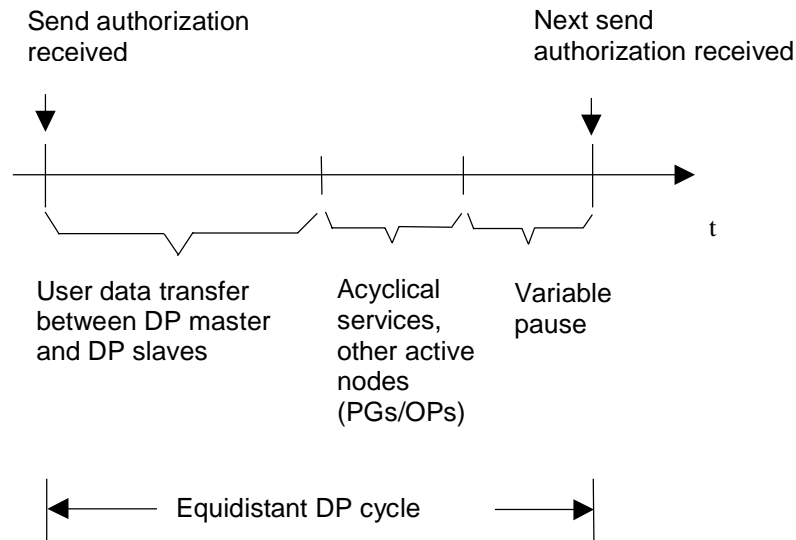 Send authorization
received
Next send
authorization received
t
User data transfer
between DP master
and DP slaves
Acyclical
services,
other active
nodes
(PGs/OPs)
Variable
pause
Equidistant DP cycle